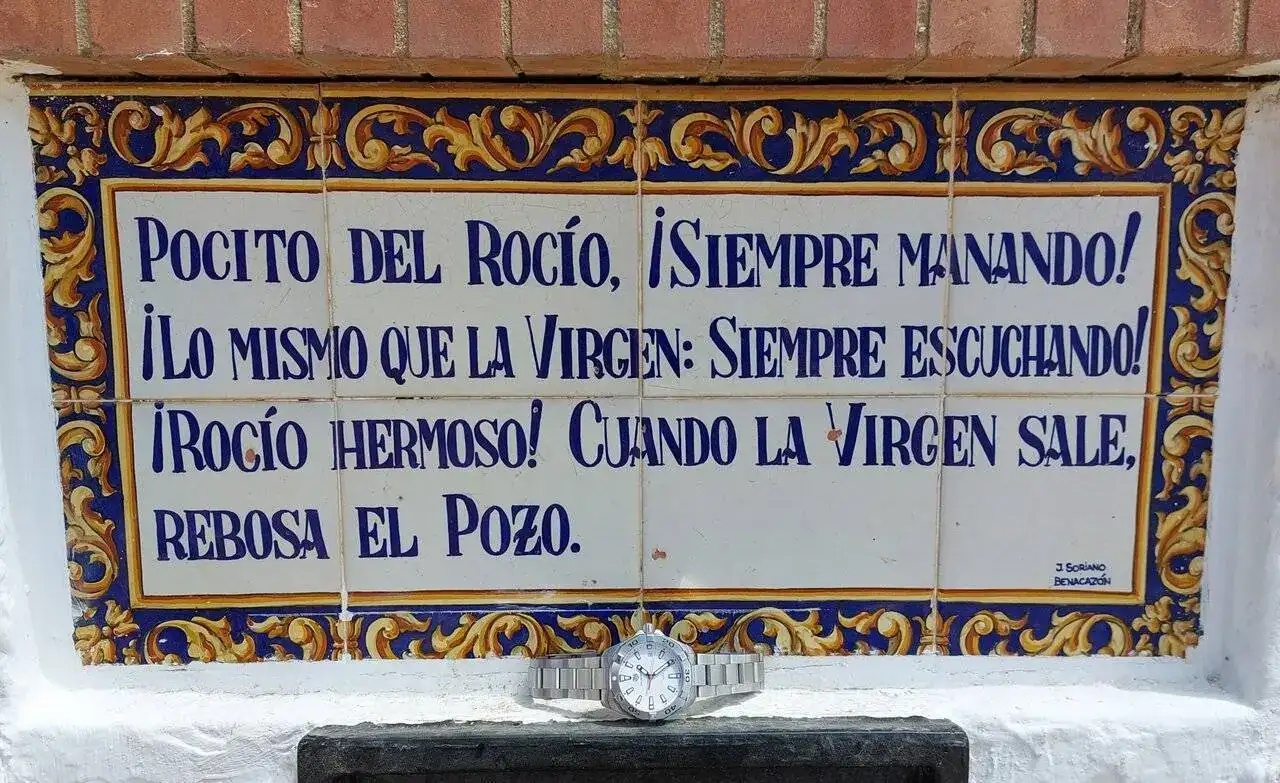 POCITO DEL ROCÍO, ¡SIEMPRE MANANDO!
¡LO MISMO QUE LA VIRGEN: SIEMPRE ESCUCHANDO!
¡ROCÍO HERMOSO! CUANDO LA VIRGEN SALE,
REBOSA EL POZO.
J. SORIANO
BENACAZÓN